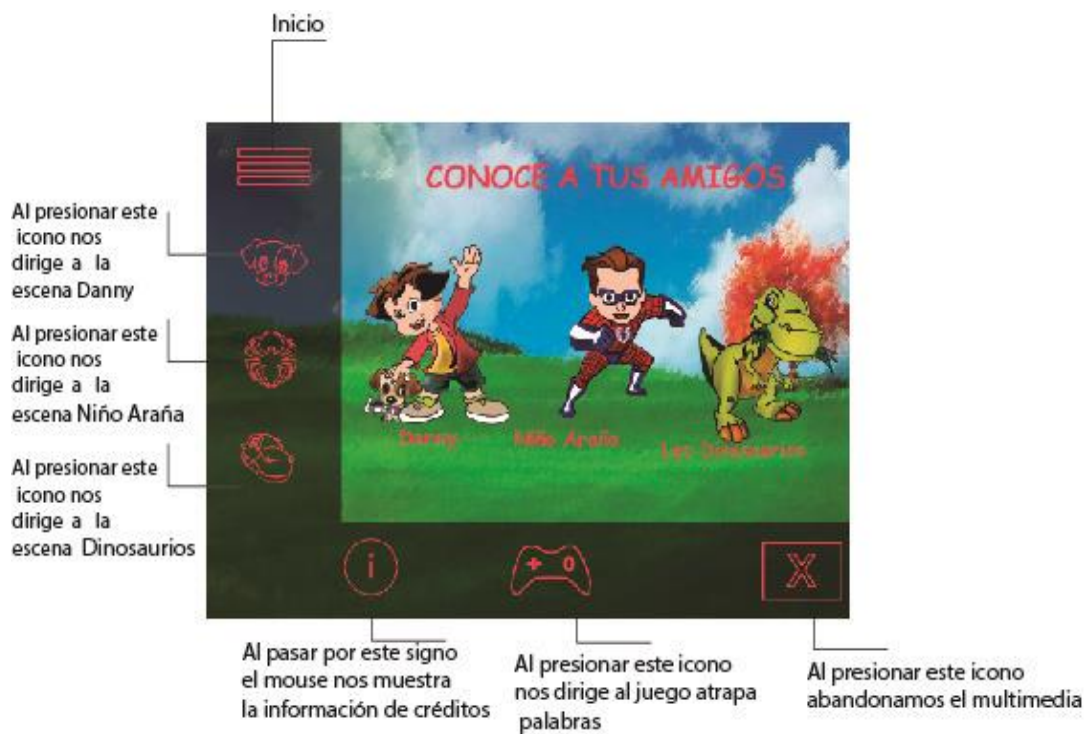 Inicio
CONOCE A TUS AMIGOS
Al presionar este
icono nos
dirige a la
escena Danny
Al presionar este
icono nos
dirige a la
escena Niño Araña
Al presionar este
icono nos
dirige a la
escena Dinosaurios
Danny
Niño Araña
Los Dinosaurios
i
+ 0
X
Al pasar por este signo
el mouse nos muestra
la información de créditos
Al presionar este icono
nos dirige al juego atrapa
palabras
Al presionar este icono
abandonamos el multimedia